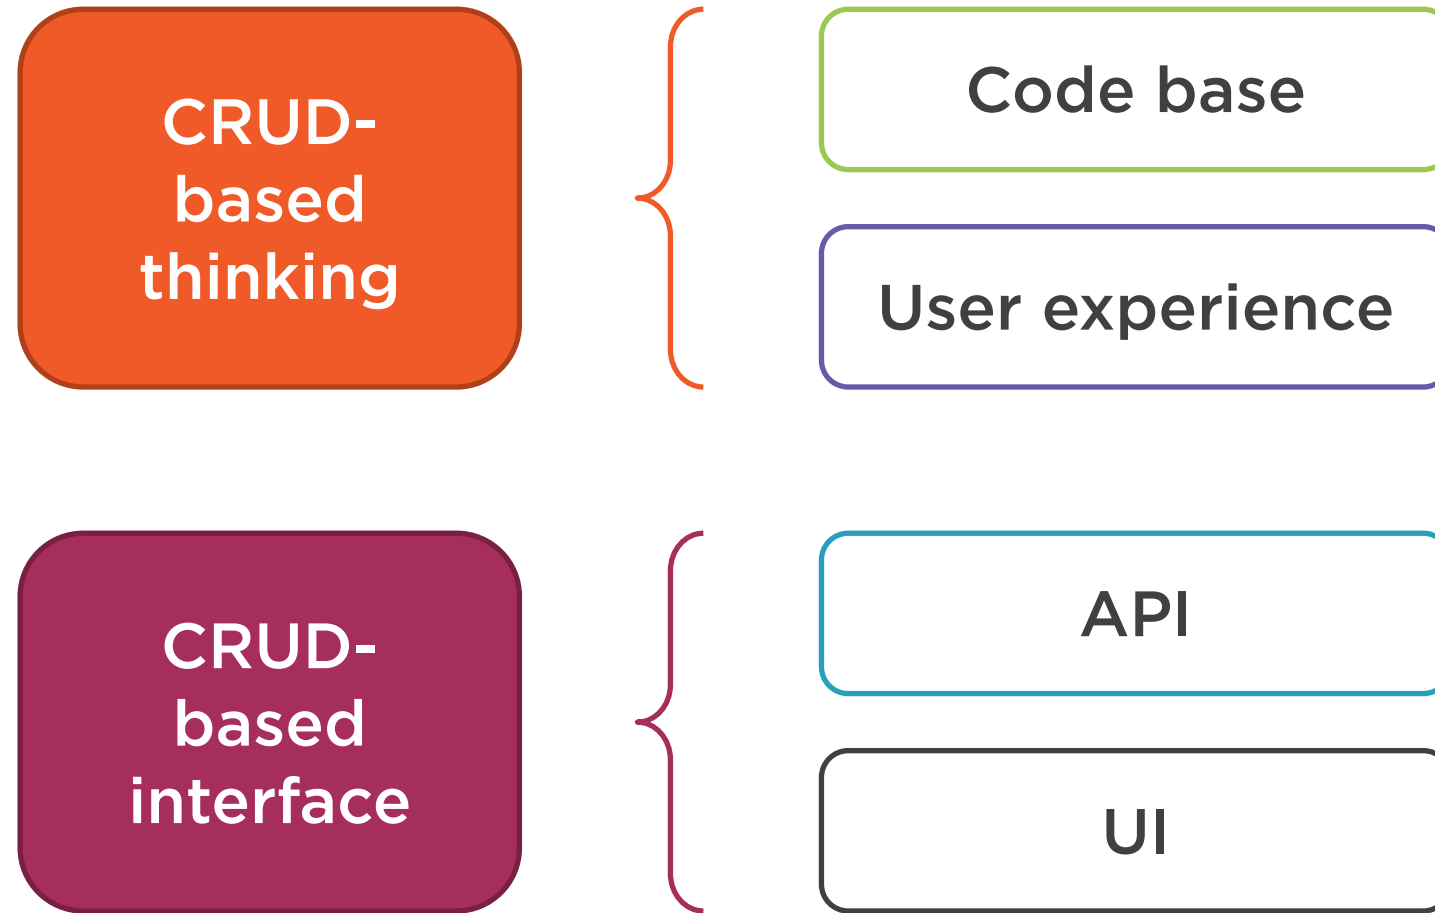 CRUD-
based
thinking
Code base
User experience
CRUD-
based
interface
API
UI